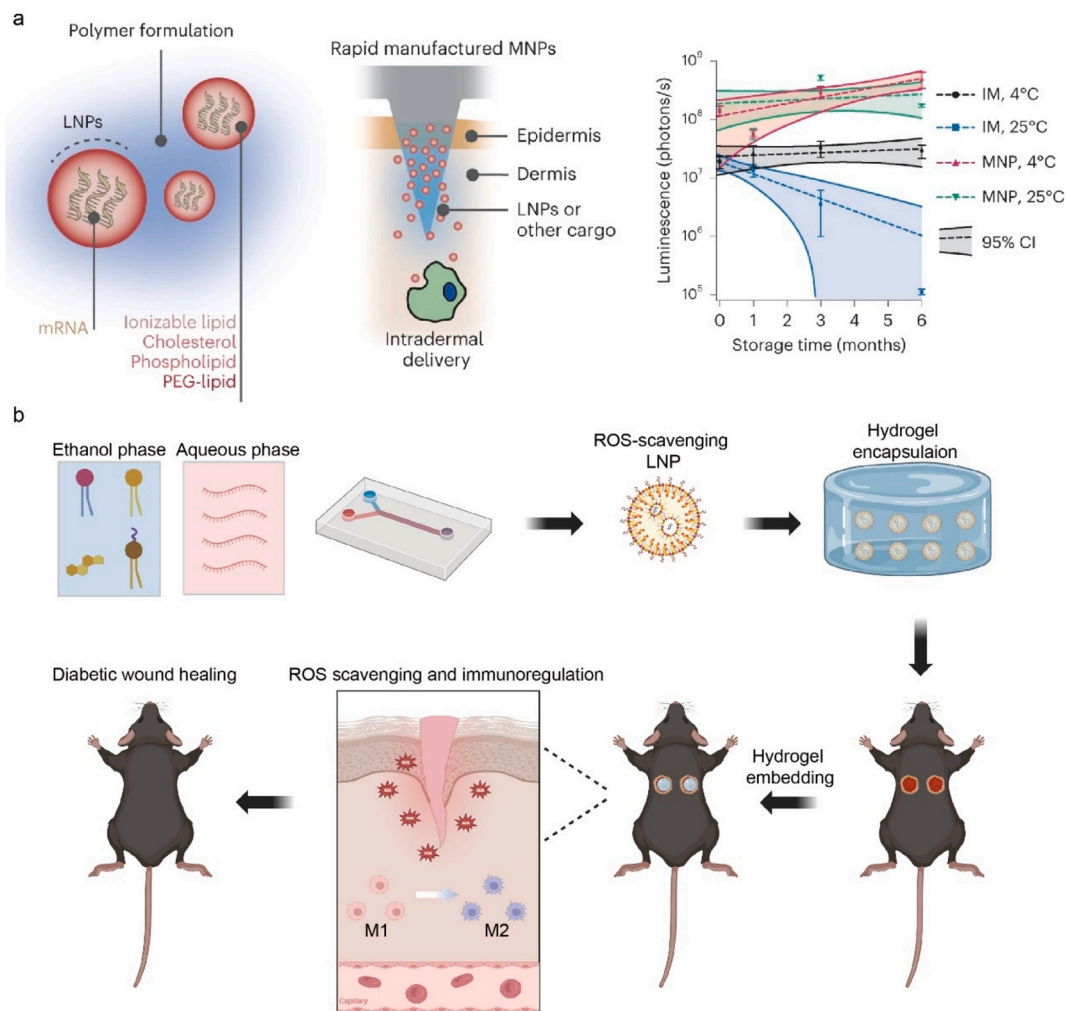 a
Polymer formulation
LNPs
mRNA
Ionizable lipid
Cholesterol
Phospholipid
PEG-lipid
Rapid manufactured MNPs
Epidermis
Dermis
LNPs or
other cargo
Intradermal
delivery
Luminescence (photons/s)
10⁹
10⁸
10⁷
10⁶
10⁵
0 1 2 3 4 5 6
Storage time (months)
IM, 4°C
IM, 25°C
MNP, 4°C
MNP, 25°C
95% CI
b
Ethanol phase
Aqueous phase
ROS-scavenging
LNP
Hydrogel
encapsulaion
Diabetic wound healing
ROS scavenging and immunoregulation
Hydrogel
embedding
M1
M2
Capillary